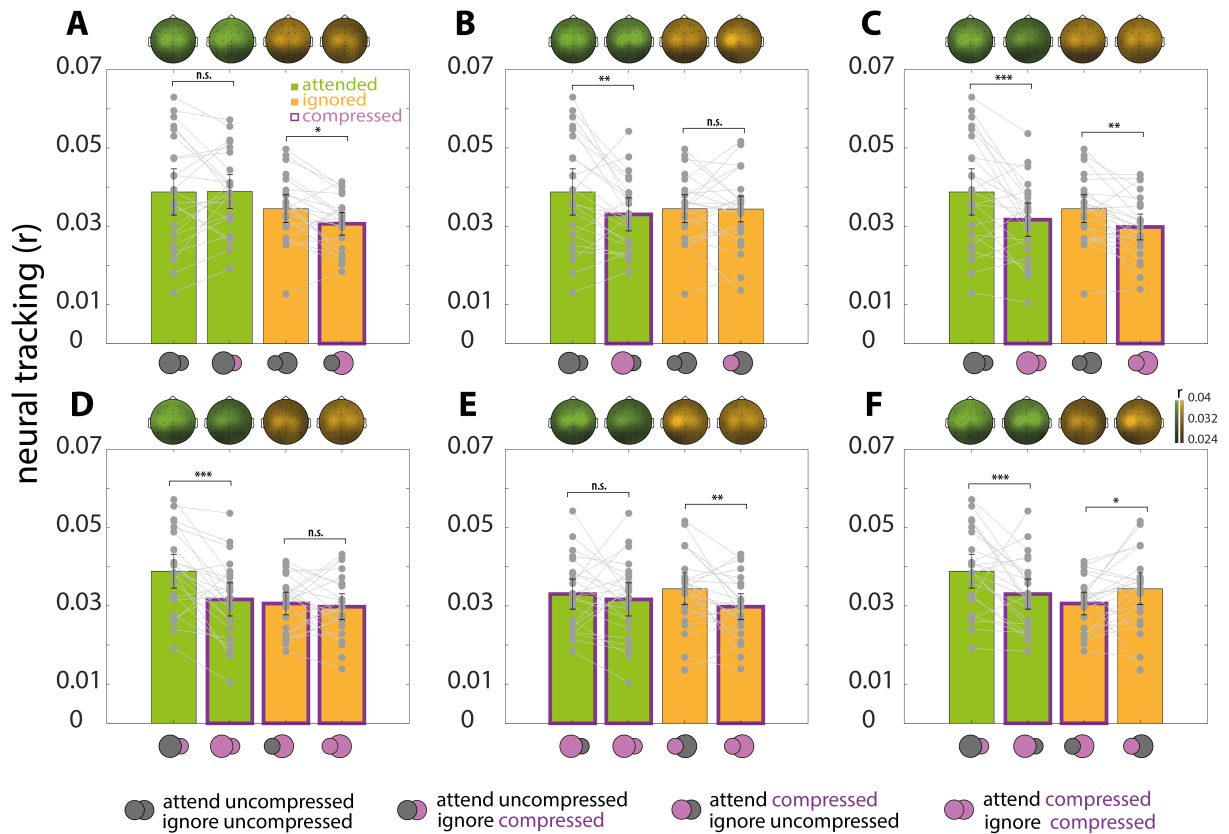 A
B
C
0.07
0.05
0.03
0.01
0
n.s.
*
attended
ignored
compressed
0.07
0.05
0.03
0.01
0
**
n.s.
0.07
0.05
0.03
0.01
0
***
**
neural tracking (r)
D
E
F
r
0.04
0.032
0.024
0.07
0.05
0.03
0.01
0
***
n.s.
0.07
0.05
0.03
0.01
0
n.s.
**
0.07
0.05
0.03
0.01
0
***
*
attend uncompressed
ignore uncompressed
attend uncompressed
ignore compressed
attend compressed
ignore uncompressed
attend compressed
ignore compressed